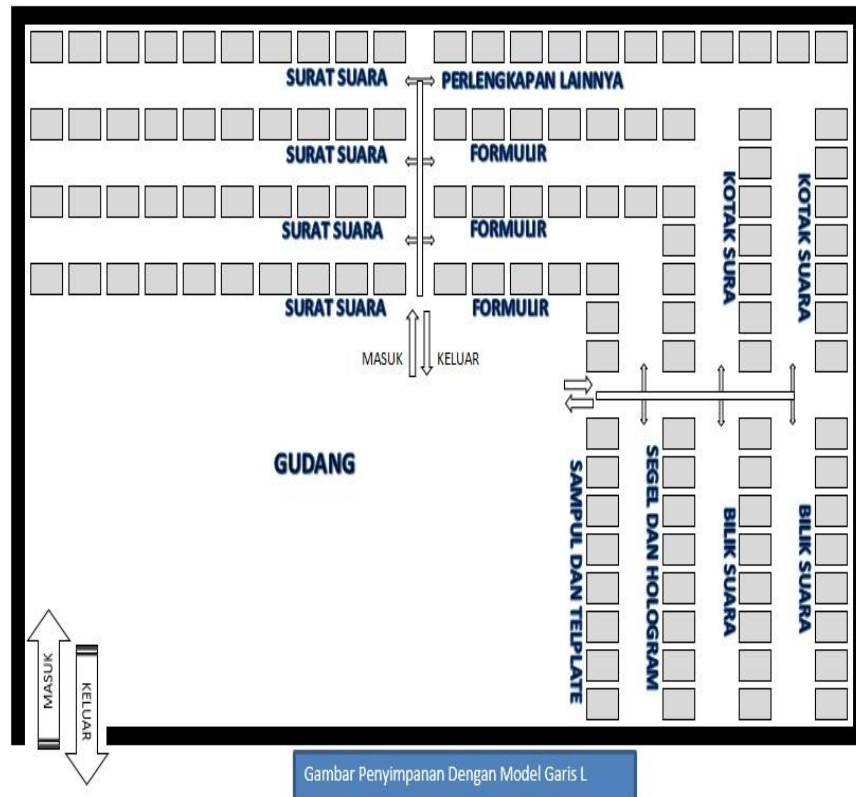 SURAT SUARA
PERLENGKAPAN LAINNYA
SURAT SUARA
FORMULIR
SURAT SUARA
FORMULIR
SURAT SUARA
FORMULIR
KOTAK SURA
KOTAK SUARA
MASUK
KELUAR
GUDANG
SAMPUL DAN TELPLATE
SEGEL DAN HOLOGRAM
BILIK SUARA
BILIK SUARA
MASUK
KELUAR
Gambar Penyimpanan Dengan Model Garis L